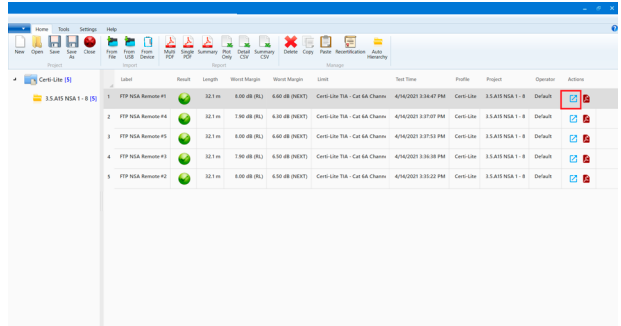 Home Tools Settings Help
New Open Save Save As Close From File From USB From Device Multi PDF Single PDF Summary Plot Only Detail CSV Summary CSV Delete Copy Paste Recertification Auto Hierarchy
Project Import Report Manage
Certi-Lite [5]
3.5.A15 NSA 1 - 8 [5]
Label Result Length Worst Margin Worst Margin Limit Test Time Profile Project Operator Actions
1 FTP NSA Remote #1 32.1 m 8.00 dB (RL) 6.60 dB (NEXT) Certi-Lite TIA - Cat 6A Channe 4/14/2021 3:34:47 PM Certi-Lite 3.5.A15 NSA 1 - 8 Default
2 FTP NSA Remote #4 32.1 m 7.90 dB (RL) 6.30 dB (NEXT) Certi-Lite TIA - Cat 6A Channe 4/14/2021 3:37:07 PM Certi-Lite 3.5.A15 NSA 1 - 8 Default
3 FTP NSA Remote #5 32.1 m 8.00 dB (RL) 6.60 dB (NEXT) Certi-Lite TIA - Cat 6A Channe 4/14/2021 3:37:53 PM Certi-Lite 3.5.A15 NSA 1 - 8 Default
4 FTP NSA Remote #3 32.1 m 7.90 dB (RL) 6.50 dB (NEXT) Certi-Lite TIA - Cat 6A Channe 4/14/2021 3:36:38 PM Certi-Lite 3.5.A15 NSA 1 - 8 Default
5 FTP NSA Remote #2 32.1 m 8.00 dB (RL) 6.50 dB (NEXT) Certi-Lite TIA - Cat 6A Channe 4/14/2021 3:35:22 PM Certi-Lite 3.5.A15 NSA 1 - 8 Default